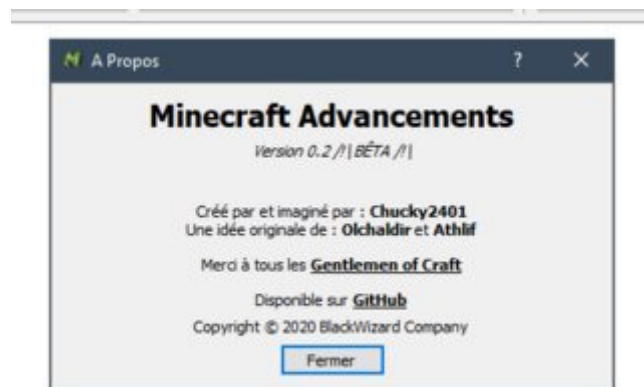 A Propos
Minecraft Advancements
Version 0.2 /!\ BÊTA /!\
Créé par et imaginé par : Chucky2401
Une idée originale de : Olchaldir et Athlif
Merci à tous les Gentlemen of Craft
Disponible sur GitHub
Copyright © 2020 BlackWizard Company
Fermer